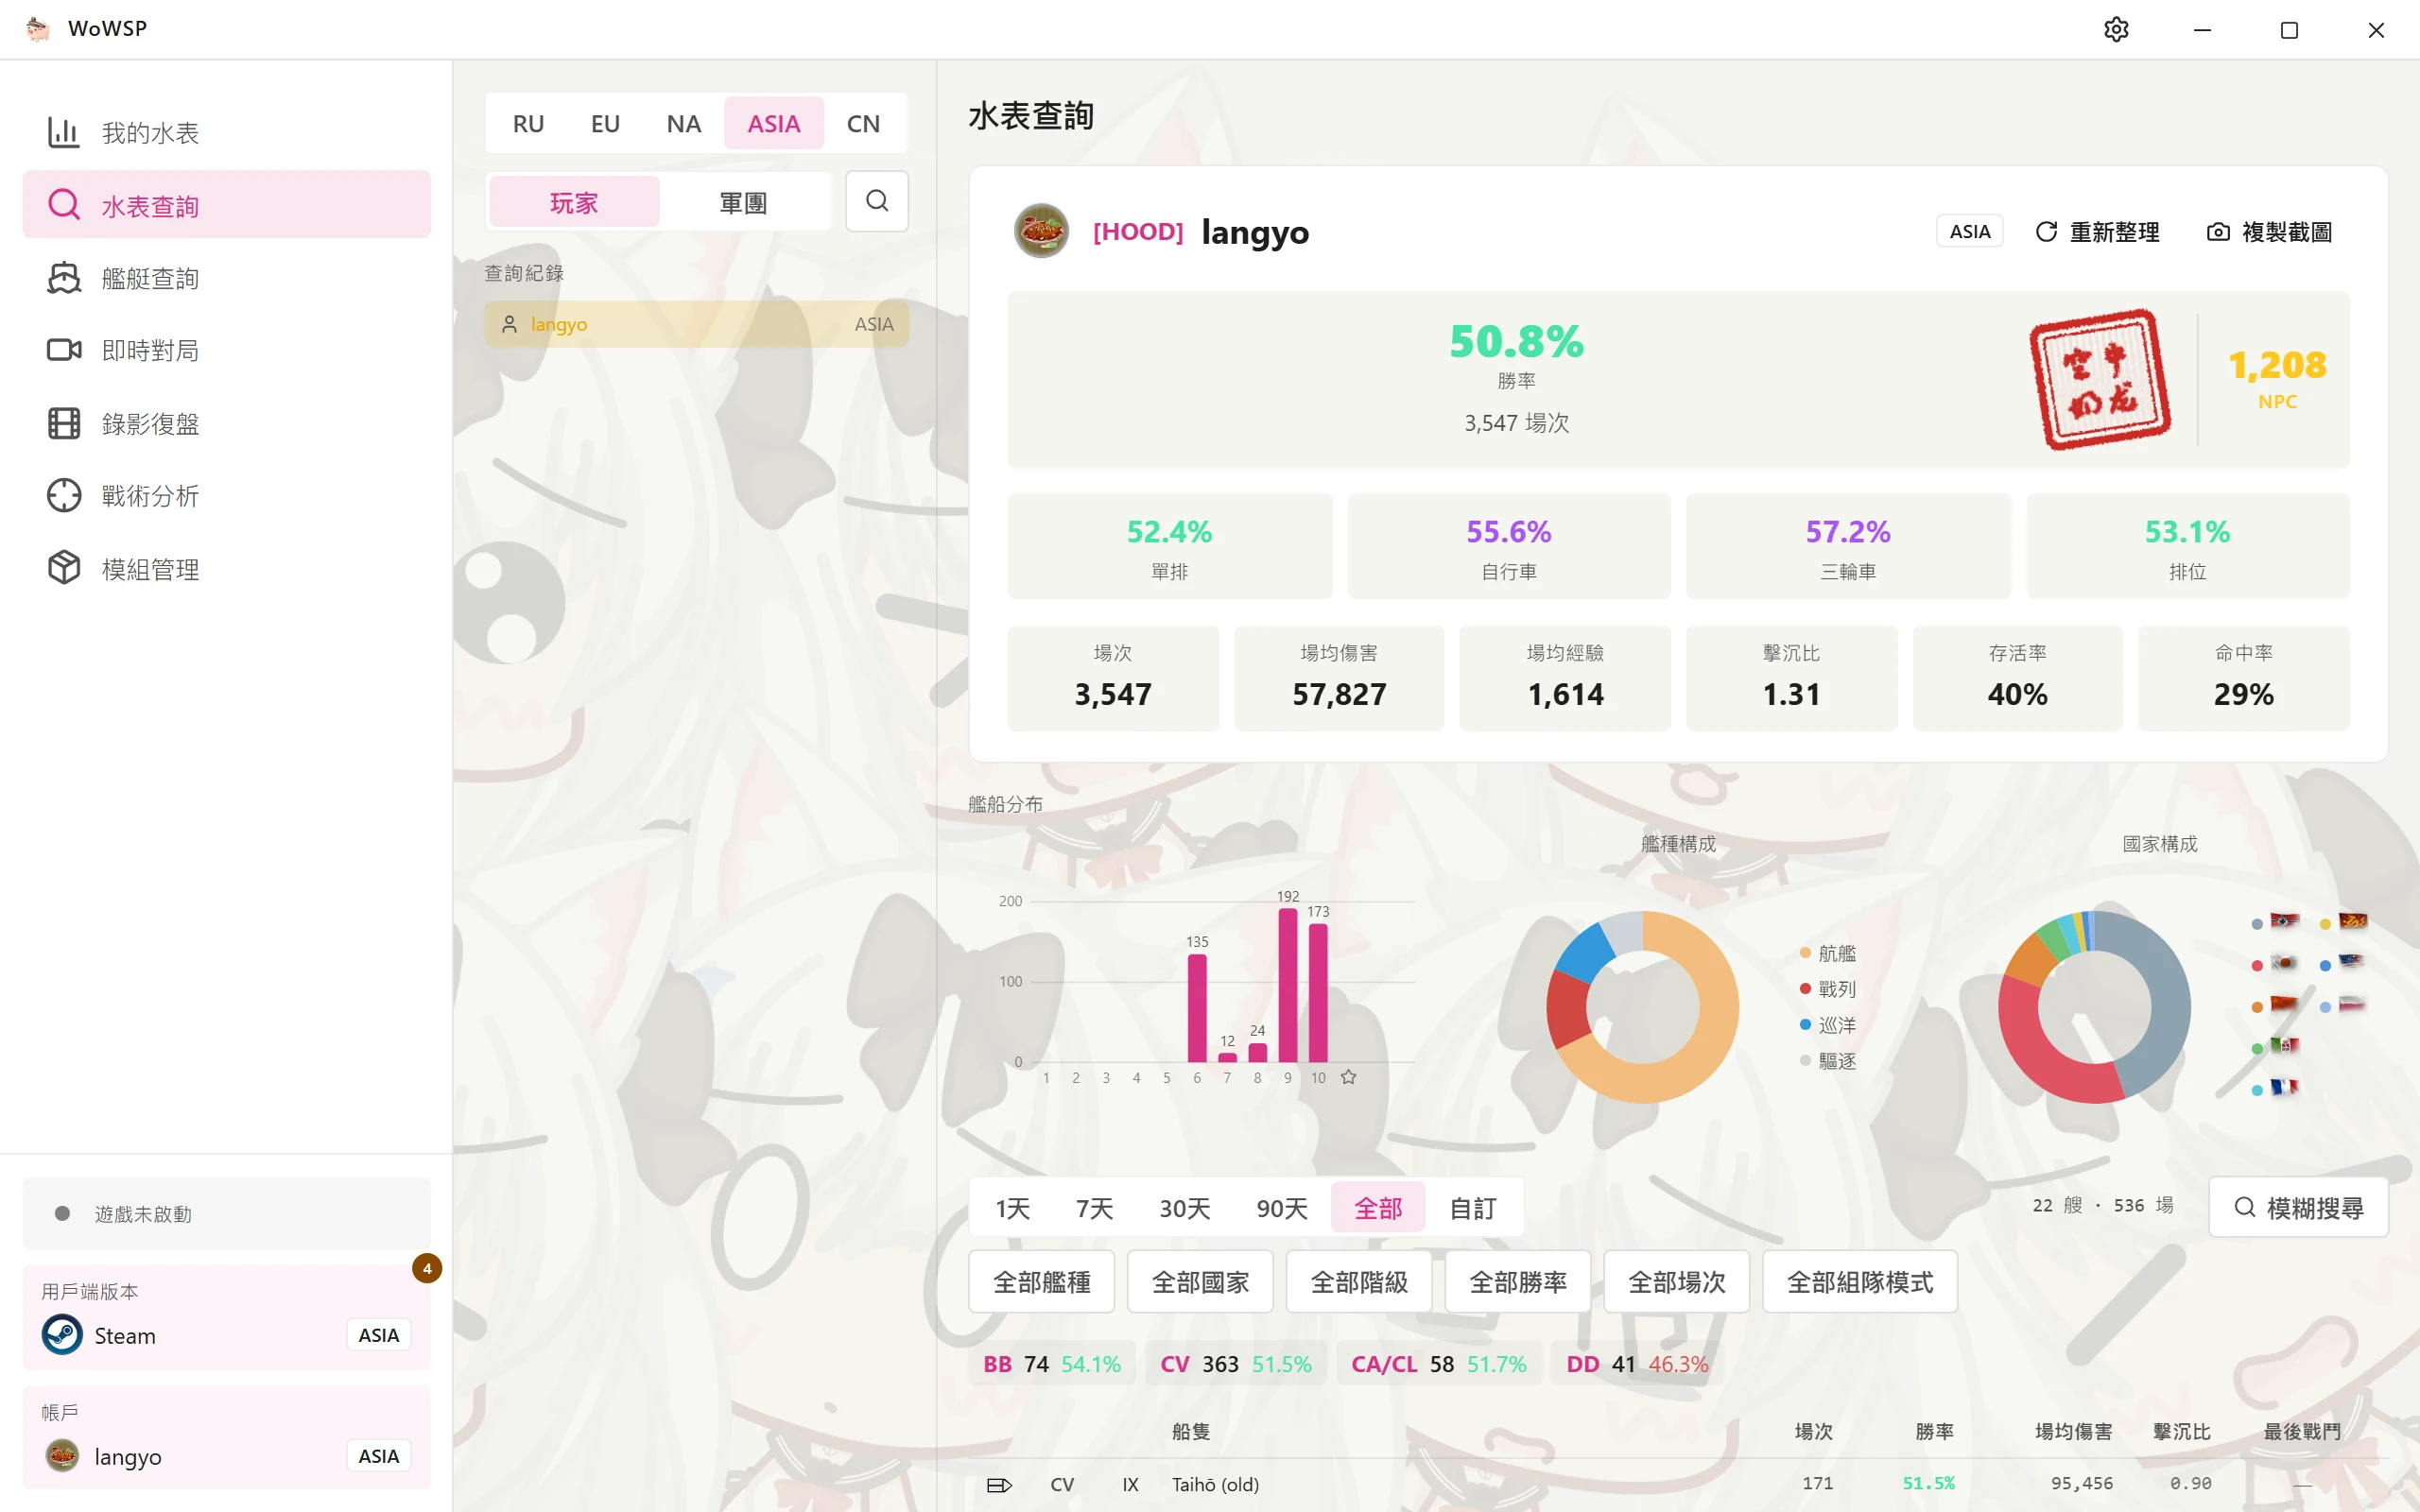 WoWSP
我的水表
水表查詢
艦艇查詢
即時對局
錄影復盤
戰術分析
模組管理
遊戲未啟動
4
用戶端版本
Steam ASIA
帳戶
langyo ASIA
RU EU NA ASIA CN
玩家 軍團
查詢紀錄
langyo ASIA
水表查詢
[HOOD] langyo ASIA 重新整理 複製截圖
50.8%
勝率
3,547 場次
空中
奶龙
1,208
NPC
52.4% 55.6% 57.2% 53.1%
單排 自行車 三輪車 排位
場次 場均傷害 場均經驗 擊沉比 存活率 命中率
3,547 57,827 1,614 1.31 40% 29%
艦船分布
200
100
0
135
12
24
192
173
1 2 3 4 5 6 7 8 9 10
艦種構成
航艦
戰列
巡洋
驅逐
國家構成
1天 7天 30天 90天 全部 自訂
22 艘 · 536 場 模糊搜尋
全部艦種 全部國家 全部階級 全部勝率 全部場次 全部組隊模式
BB 74 54.1% CV 363 51.5% CA/CL 58 51.7% DD 41 46.3%
船隻 場次 勝率 場均傷害 擊沉比 最後戰鬥
CV IX Taihō (old) 171 51.5% 95,456 0.90 —